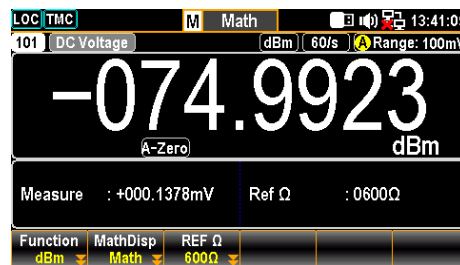 LOC TMC M Math 13:41:0
101 DC Voltage dBm 60/s A Range: 100m
-074.9923
A-Zero dBm
Measure : +000.1378mV Ref Ω : 0600Ω
Function MathDisp REF Ω
dBm Math 600Ω